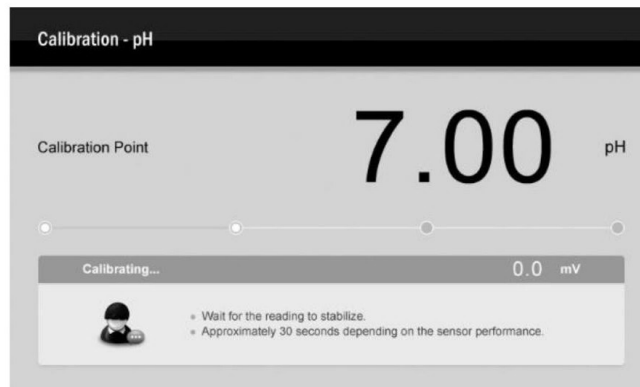 Calibration - pH
Calibration Point 7.00 pH
Calibrating... 0.0 mV
Wait for the reading to stabilize.
Approximately 30 seconds depending on the sensor performance.